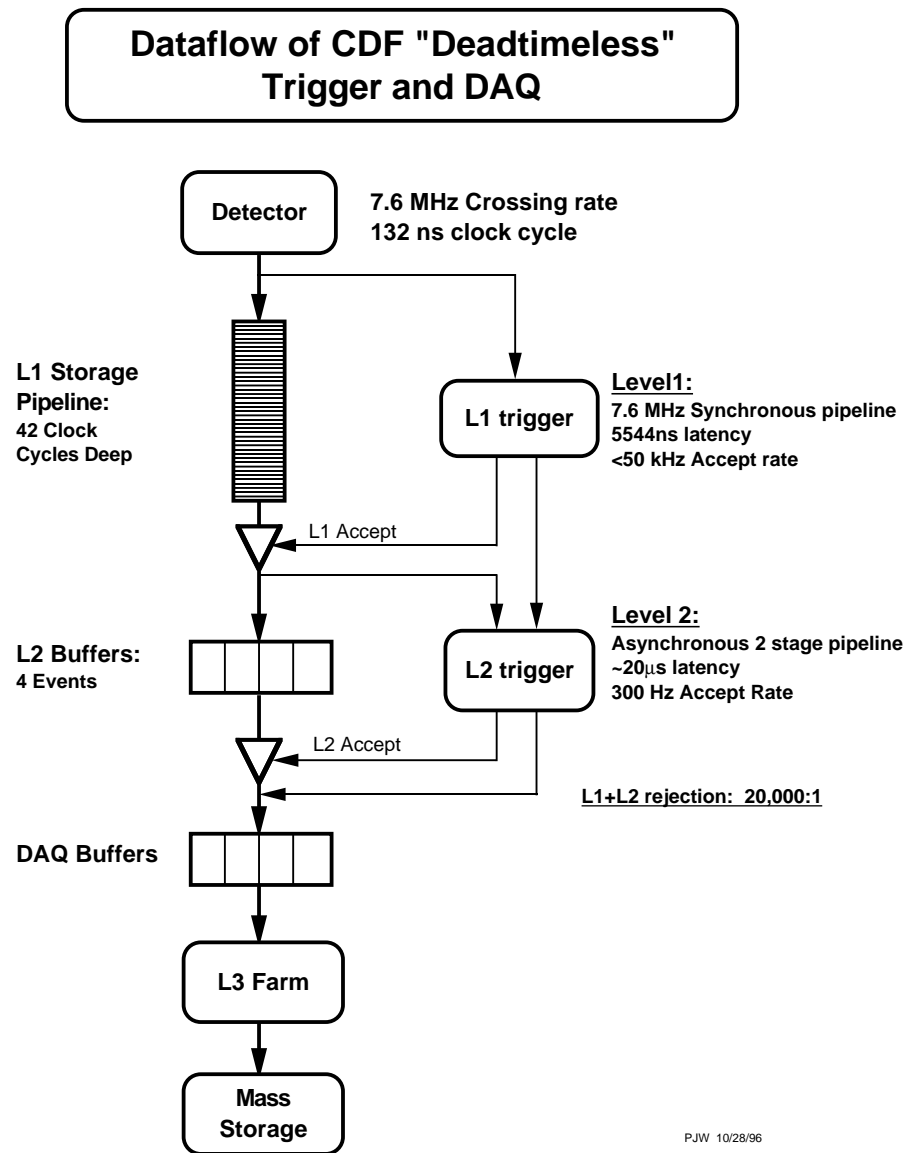 Dataflow of CDF "Deadtimeless"
Trigger and DAQ
Detector
7.6 MHz Crossing rate
132 ns clock cycle
L1 Storage
Pipeline:
42 Clock
Cycles Deep
L1 trigger
Level1:
7.6 MHz Synchronous pipeline
5544ns latency
<50 kHz Accept rate
L1 Accept
L2 Buffers:
4 Events
L2 trigger
Level 2:
Asynchronous 2 stage pipeline
~20μs latency
300 Hz Accept Rate
L2 Accept
L1+L2 rejection: 20,000:1
DAQ Buffers
L3 Farm
Mass
Storage
PJW 10/28/96